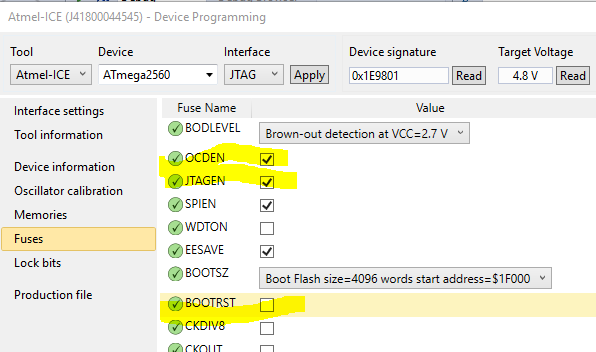 Atmel-ICE (J41800044545) - Device Programming
Tool Device Interface Device signature Target Voltage
Atmel-ICE ATmega2560 JTAG Apply 0x1E9801 Read 4.8 V Read
Interface settings
Tool information
Device information
Oscillator calibration
Memories
Fuses
Lock bits
Production file
Fuse Name Value
BODLEVEL Brown-out detection at VCC=2.7 V
OCDEN
JTAGEN
SPIEN
WDTON
EESAVE
BOOTSZ Boot Flash size=4096 words start address=$1F000
BOOTRST
CKDIV8
CKOUT